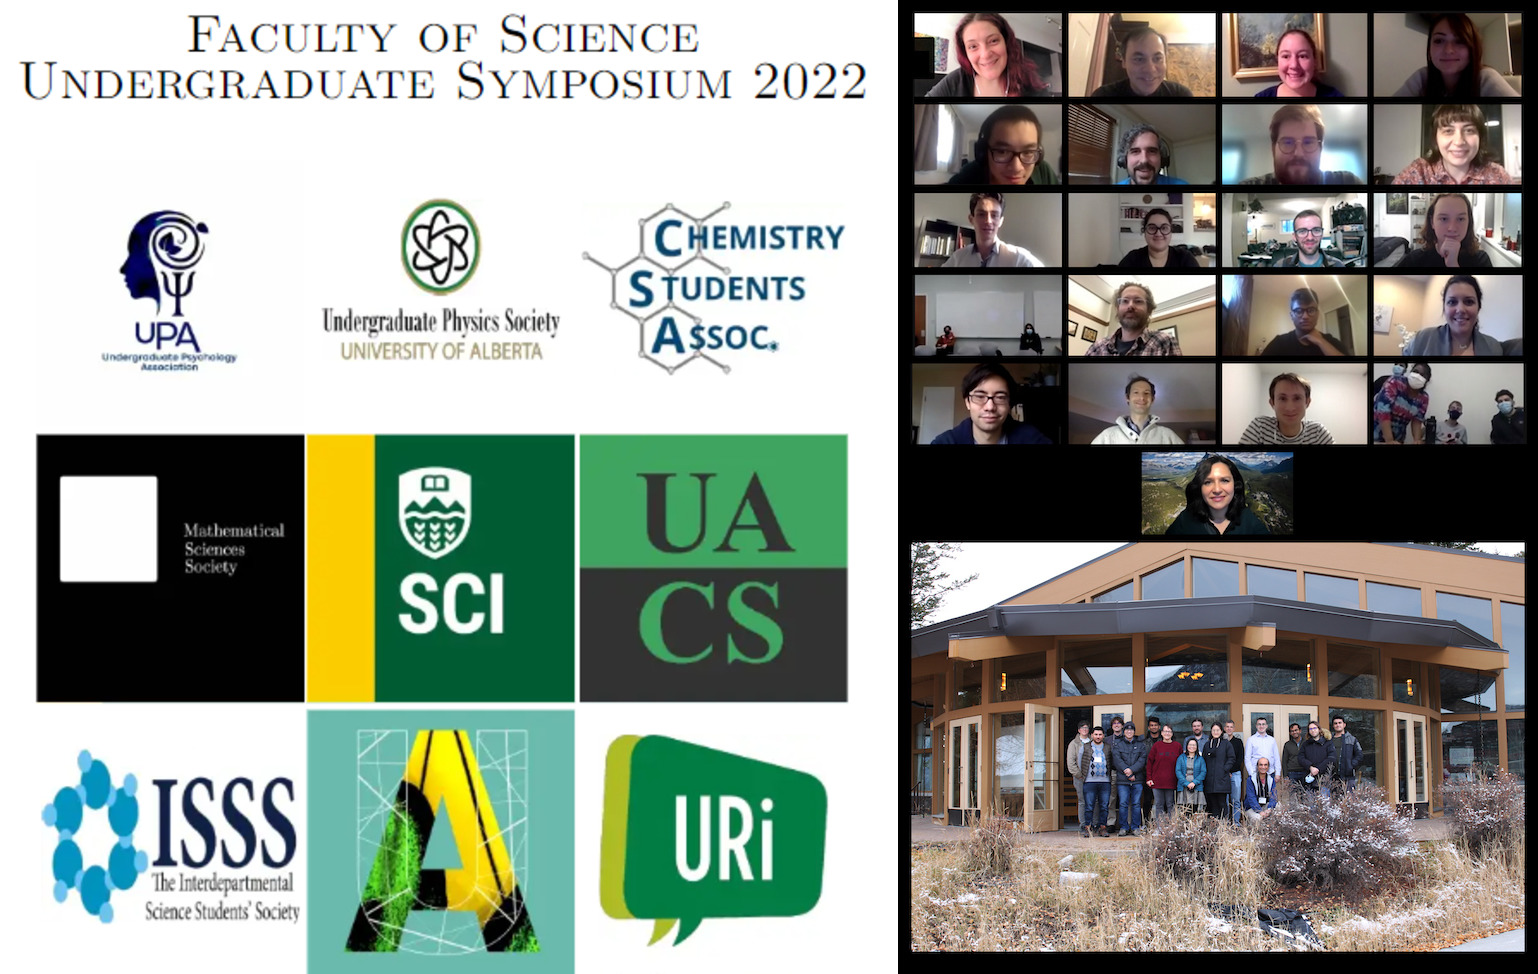 Faculty of Science
Undergraduate Symposium 2022
UPA
Undergraduate Psychology
Association
Undergraduate Physics Society
UNIVERSITY OF ALBERTA
CHEMISTRY
STUDENTS
ASSOC.
Mathematical
Sciences
Society
SCI
UA
CS
ISSS
The Interdepartmental
Science Students' Society
A
URi